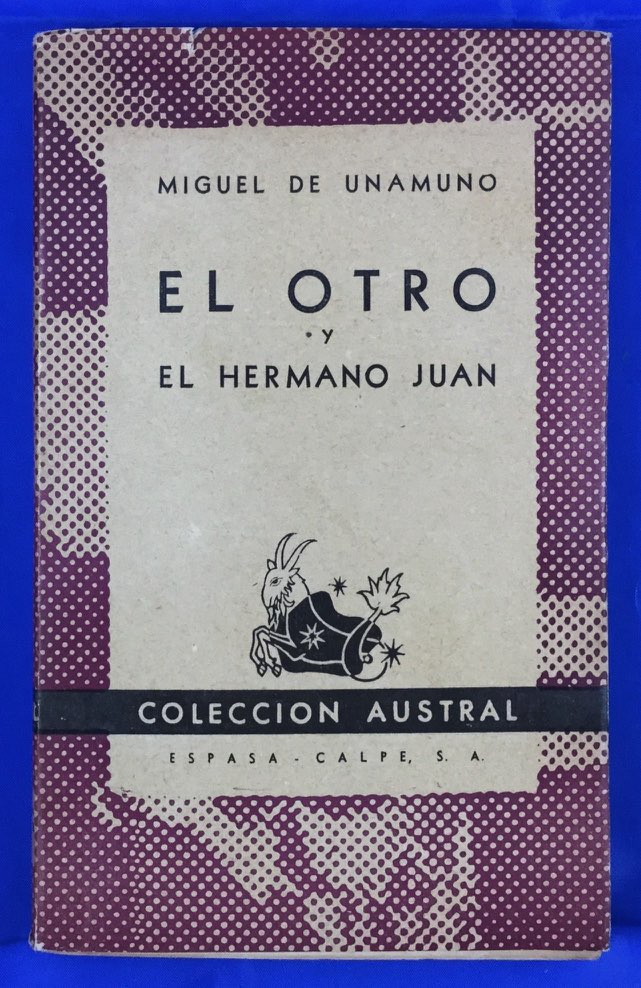 MIGUEL DE UNAMUNO
EL OTRO
y
EL HERMANO JUAN
COLECCION AUSTRAL
ESPASA - CALPE, S. A.